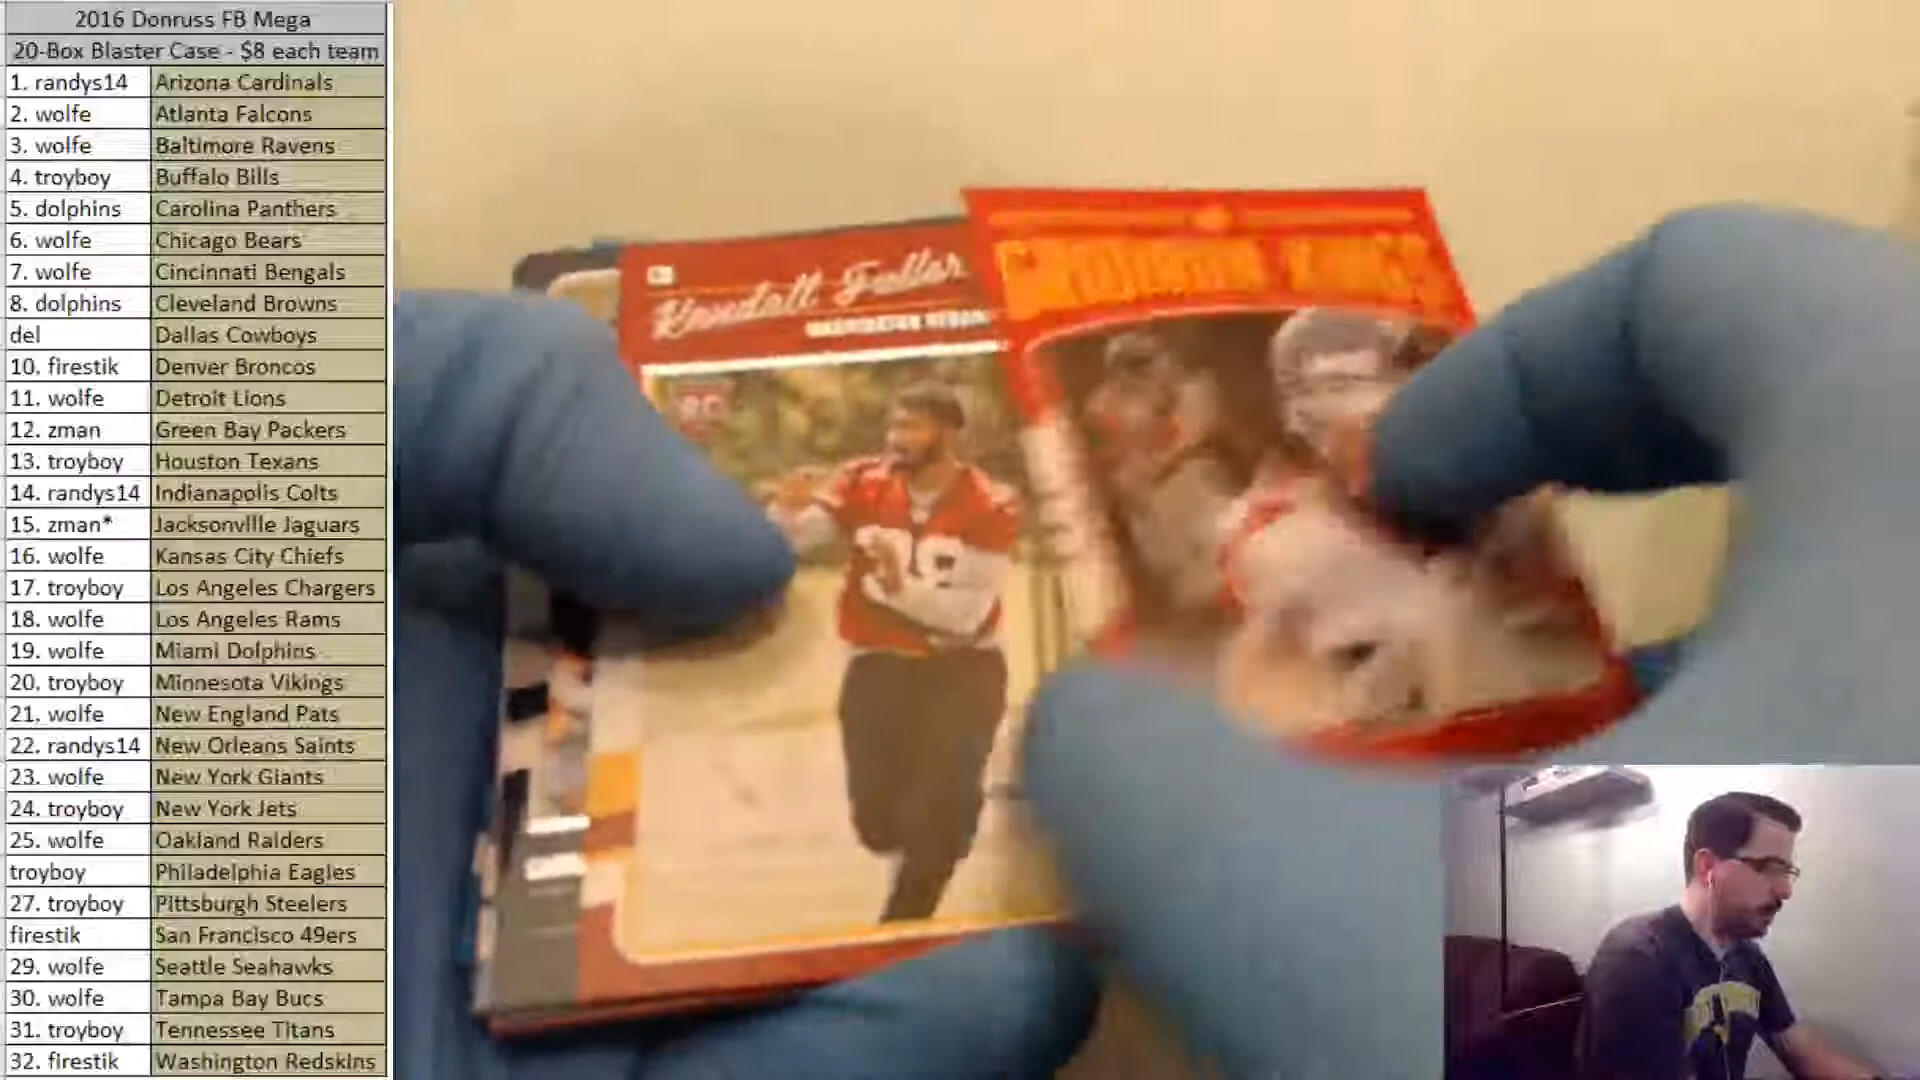 2016 Donruss FB Mega
20-Box Blaster Case - $8 each team
1. randys14 Arizona Cardinals
2. wolfe Atlanta Falcons
3. wolfe Baltimore Ravens
4. troyboy Buffalo Bills
5. dolphins Carolina Panthers
6. wolfe Chicago Bears
7. wolfe Cincinnati Bengals
8. dolphins Cleveland Browns
del Dallas Cowboys
10. firestik Denver Broncos
11. wolfe Detroit Lions
12. zman Green Bay Packers
13. troyboy Houston Texans
14. randys14 Indianapolis Colts
15. zman* Jacksonville Jaguars
16. wolfe Kansas City Chiefs
17. troyboy Los Angeles Chargers
18. wolfe Los Angeles Rams
19. wolfe Miami Dolphins
20. troyboy Minnesota Vikings
21. wolfe New England Pats
22. randys14 New Orleans Saints
23. wolfe New York Giants
24. troyboy New York Jets
25. wolfe Oakland Raiders
troyboy Philadelphia Eagles
27. troyboy Pittsburgh Steelers
firestik San Francisco 49ers
29. wolfe Seattle Seahawks
30. wolfe Tampa Bay Bucs
31. troyboy Tennessee Titans
32. firestik Washington Redskins
Kendall Fuller
GRIDIRON KINGS